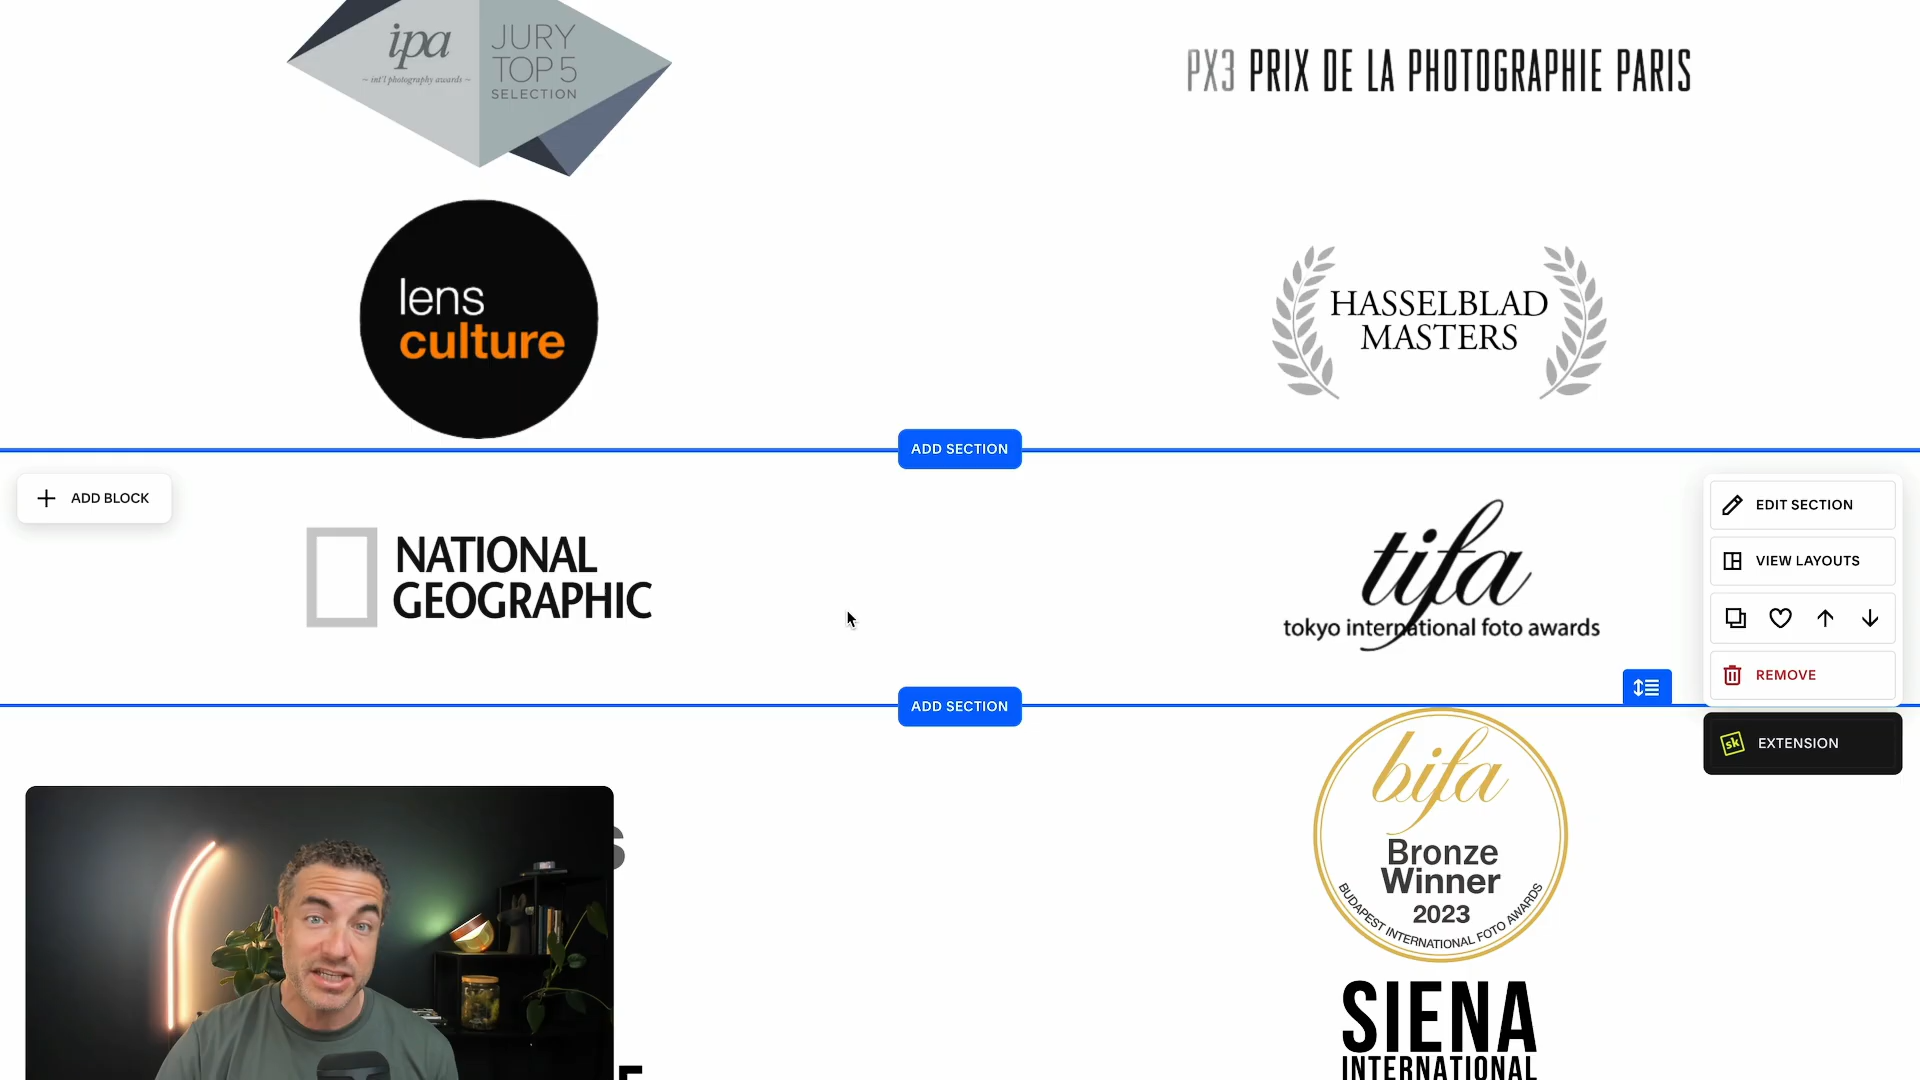 ipa
~ int'l photography awards ~
JURY
TOP 5
SELECTION
PX3 PRIX DE LA PHOTOGRAPHIE PARIS
lens
culture
HASSELBLAD
MASTERS
ADD SECTION
ADD BLOCK
NATIONAL
GEOGRAPHIC
tifa
tokyo international foto awards
EDIT SECTION
VIEW LAYOUTS
REMOVE
ADD SECTION
sk EXTENSION
bifa
Bronze
Winner
2023
BUDAPEST INTERNATIONAL FOTO AWARDS
SIENA
INTERNATIONAL